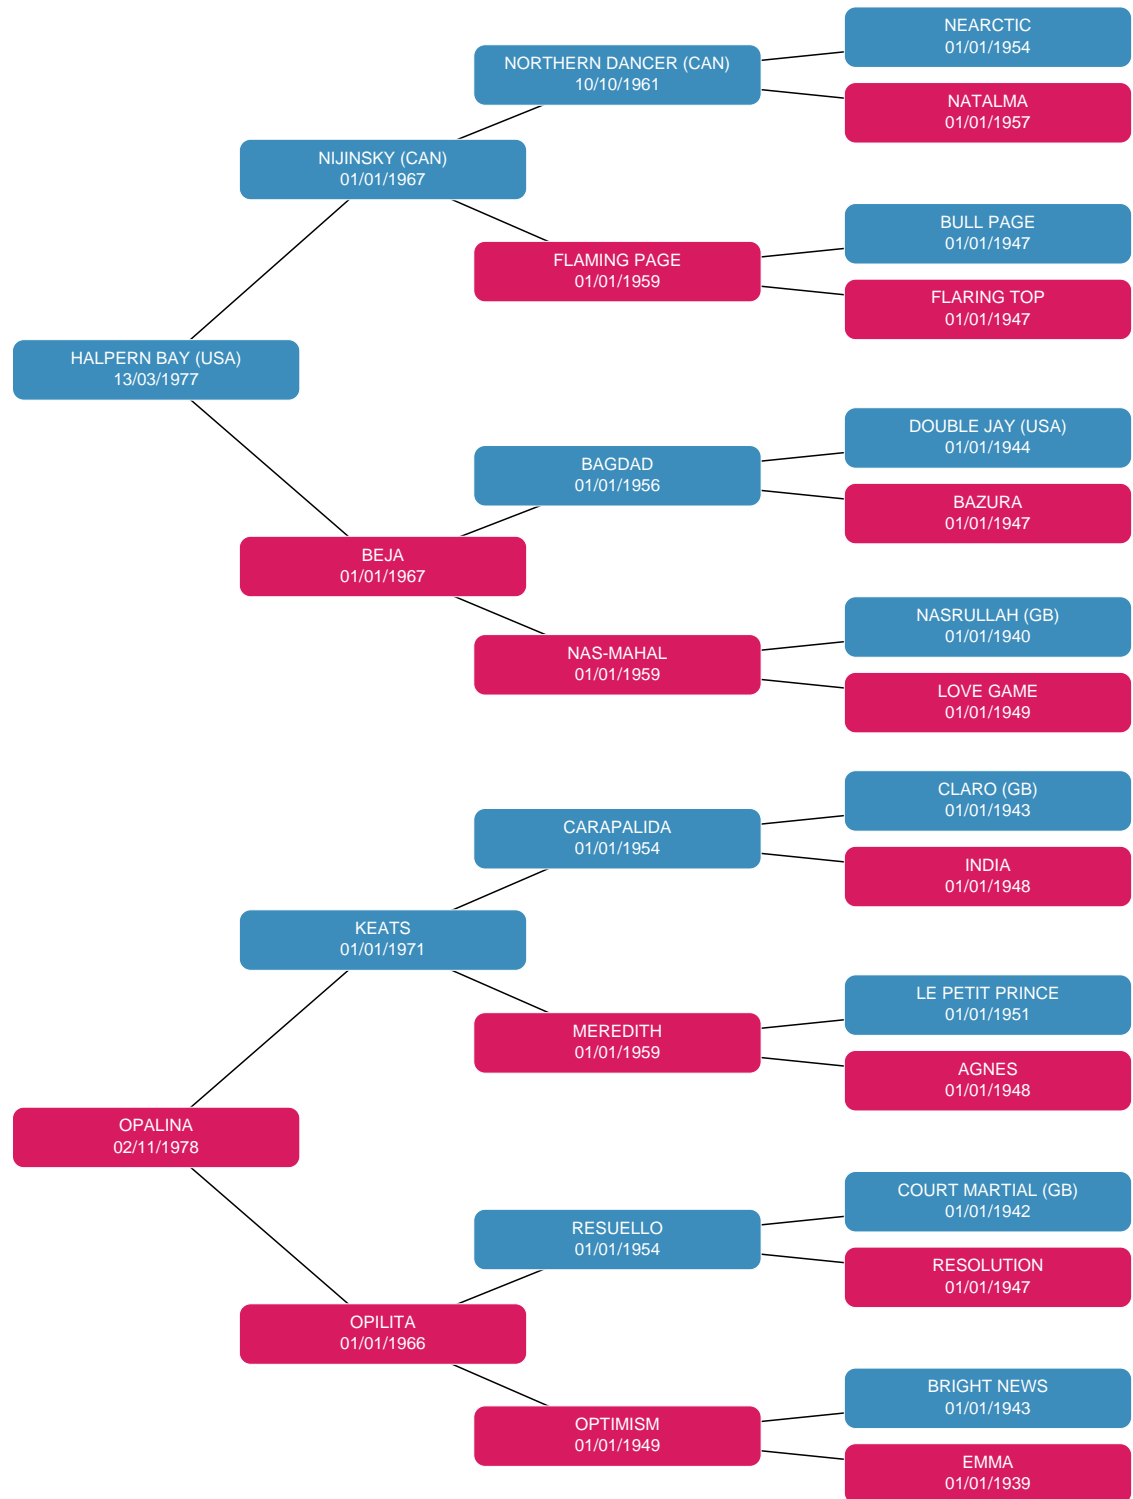 NEARCTIC
01/01/1954
NORTHERN DANCER (CAN)
10/10/1961
NATALMA
01/01/1957
NIJINSKY (CAN)
01/01/1967
BULL PAGE
01/01/1947
FLAMING PAGE
01/01/1959
FLARING TOP
01/01/1947
HALPERN BAY (USA)
13/03/1977
DOUBLE JAY (USA)
01/01/1944
BAGDAD
01/01/1956
BAZURA
01/01/1947
BEJA
01/01/1967
NASRULLAH (GB)
01/01/1940
NAS-MAHAL
01/01/1959
LOVE GAME
01/01/1949
CLARO (GB)
01/01/1943
CARAPALIDA
01/01/1954
INDIA
01/01/1948
KEATS
01/01/1971
LE PETIT PRINCE
01/01/1951
MEREDITH
01/01/1959
AGNES
01/01/1948
OPALINA
02/11/1978
COURT MARTIAL (GB)
01/01/1942
RESUELLO
01/01/1954
RESOLUTION
01/01/1947
OPILITA
01/01/1966
BRIGHT NEWS
01/01/1943
OPTIMISM
01/01/1949
EMMA
01/01/1939